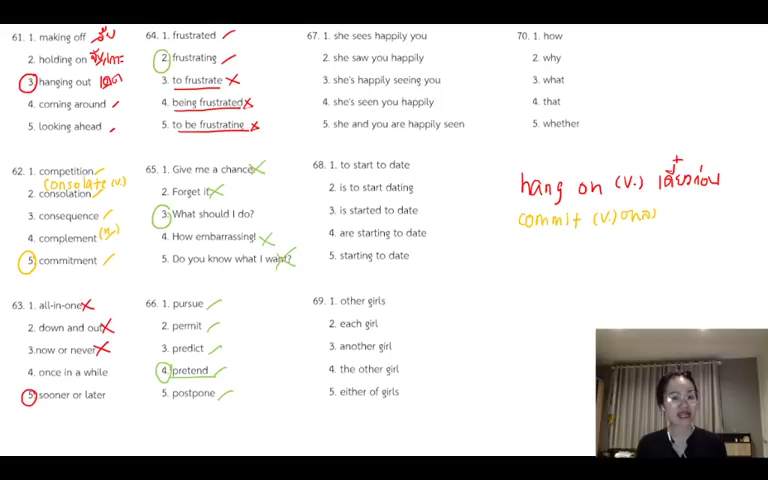 61. 1. making off
2. holding on
3. hanging out
4. coming around
5. looking ahead
62. 1. competition
consolate (v.)
2. consolation
3. consequence
4. complement (n.)
5. commitment
63. 1. all-in-one
2. down and out
3.now or never
4. once in a while
5. sooner or later
64. 1. frustrated
2. frustrating
3. to frustrate
4. being frustrated
5. to be frustrating
65. 1. Give me a chance
2. Forget it
3. What should I do?
4. How embarrassing!
5. Do you know what I want?
66. 1. pursue
2. permit
3. predict
4. pretend
5. postpone
67. 1. she sees happily you
2. she saw you happily
3. she's happily seeing you
4. she's seen you happily
5. she and you are happily seen
68. 1. to start to date
2. is to start dating
3. is started to date
4. are starting to date
5. starting to date
69. 1. other girls
2. each girl
3. another girl
4. the other girl
5. either of girls
70. 1. how
2. why
3. what
4. that
5. whether
hang on (v.) เดี๋ยวก่อน
commit (v.)